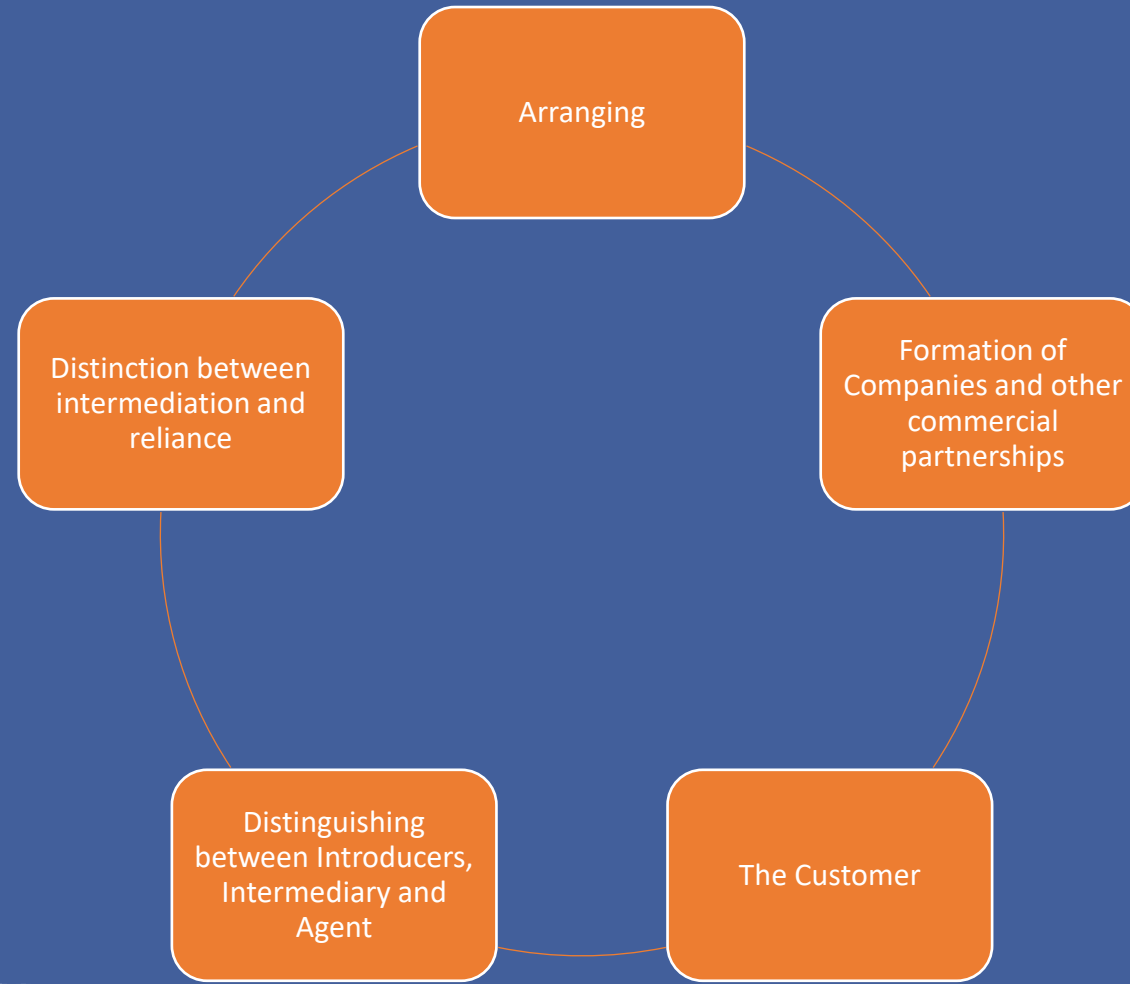 Arranging
Formation of
Companies and other
commercial
partnerships
The Customer
Distinguishing
between Introducers,
Intermediary and
Agent
Distinction between
intermediation and
reliance